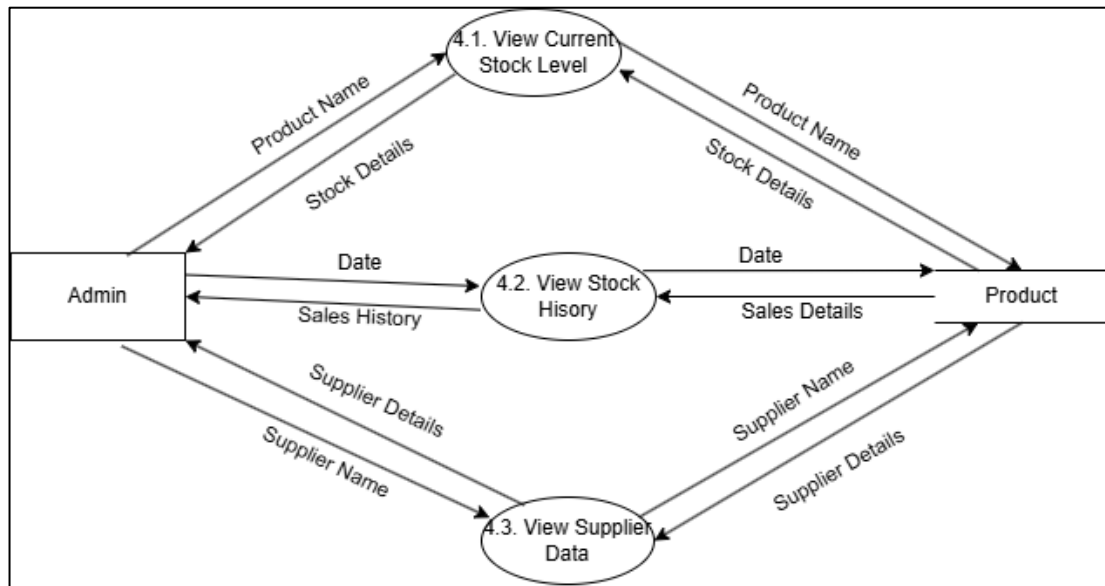 4.1. View Current
Stock Level
Product Name
Stock Details
Product Name
Stock Details
Admin
Date
Sales History
4.2. View Stock
Hisory
Date
Sales Details
Product
Supplier Details
Supplier Name
Supplier Name
Supplier Details
4.3. View Supplier
Data